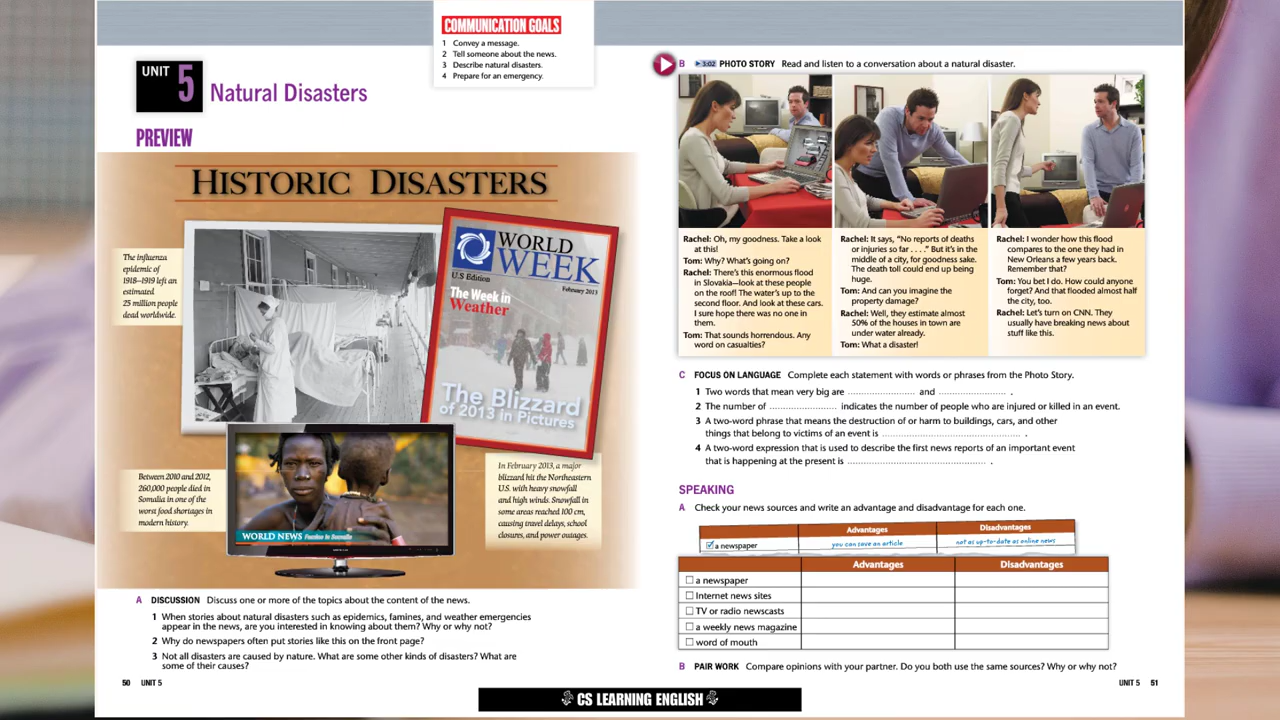 COMMUNICATION GOALS
1 Convey a message.
2 Tell someone about the news.
3 Describe natural disasters.
4 Prepare for an emergency.
UNIT 5
Natural Disasters
PREVIEW
HISTORIC DISASTERS
The influenza
epidemic of
1918–1919 left an
estimated
25 million people
dead worldwide.
WORLD
WEEK
U.S Edition
February 2013
The Week in
Weather
The Blizzard
of 2013 in Pictures
Between 2010 and 2012,
260,000 people died in
Somalia in one of the
worst food shortages in
modern history.
WORLD NEWS Famine in Somalia
In February 2013, a major
blizzard hit the Northeastern
U.S. with heavy snowfall
and high winds. Snowfall in
some areas reached 100 cm,
causing travel delays, school
closures, and power outages.
A DISCUSSION Discuss one or more of the topics about the content of the news.
1 When stories about natural disasters such as epidemics, famines, and weather emergencies
appear in the news, are you interested in knowing about them? Why or why not?
2 Why do newspapers often put stories like this on the front page?
3 Not all disasters are caused by nature. What are some other kinds of disasters? What are
some of their causes?
50 UNIT 5
B 3:02 PHOTO STORY Read and listen to a conversation about a natural disaster.
Rachel: Oh, my goodness. Take a look
at this!
Tom: Why? What's going on?
Rachel: There's this enormous flood
in Slovakia—look at these people
on the roof! The water's up to the
second floor. And look at these cars.
I sure hope there was no one in
them.
Tom: That sounds horrendous. Any
word on casualties?
Rachel: It says, "No reports of deaths
or injuries so far . . . ." But it's in the
middle of a city, for goodness sake.
The death toll could end up being
huge.
Tom: And can you imagine the
property damage?
Rachel: Well, they estimate almost
50% of the houses in town are
under water already.
Tom: What a disaster!
Rachel: I wonder how this flood
compares to the one they had in
New Orleans a few years back.
Remember that?
Tom: You bet I do. How could anyone
forget? And that flooded almost half
the city, too.
Rachel: Let's turn on CNN. They
usually have breaking news about
stuff like this.
C FOCUS ON LANGUAGE Complete each statement with words or phrases from the Photo Story.
1 Two words that mean very big are ........................ and ........................ .
2 The number of ........................ indicates the number of people who are injured or killed in an event.
3 A two-word phrase that means the destruction of or harm to buildings, cars, and other
things that belong to victims of an event is ................................................ .
4 A two-word expression that is used to describe the first news reports of an important event
that is happening at the present is ................................................ .
SPEAKING
A Check your news sources and write an advantage and disadvantage for each one.
Advantages Disadvantages
a newspaper you can save an article not as up-to-date as online news
Advantages Disadvantages
a newspaper
Internet news sites
TV or radio newscasts
a weekly news magazine
word of mouth
B PAIR WORK Compare opinions with your partner. Do you both use the same sources? Why or why not?
UNIT 5 51
CS LEARNING ENGLISH